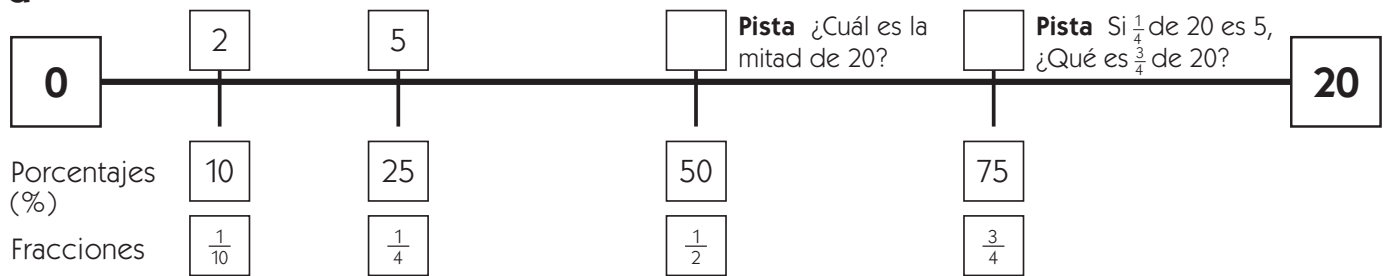 2 5 Pista ¿Cuál es la mitad de 20? Pista Si 1/4 de 20 es 5, ¿Qué es 3/4 de 20?
0 20
Porcentajes (%) 10 25 50 75
Fracciones 1/10 1/4 1/2 3/4